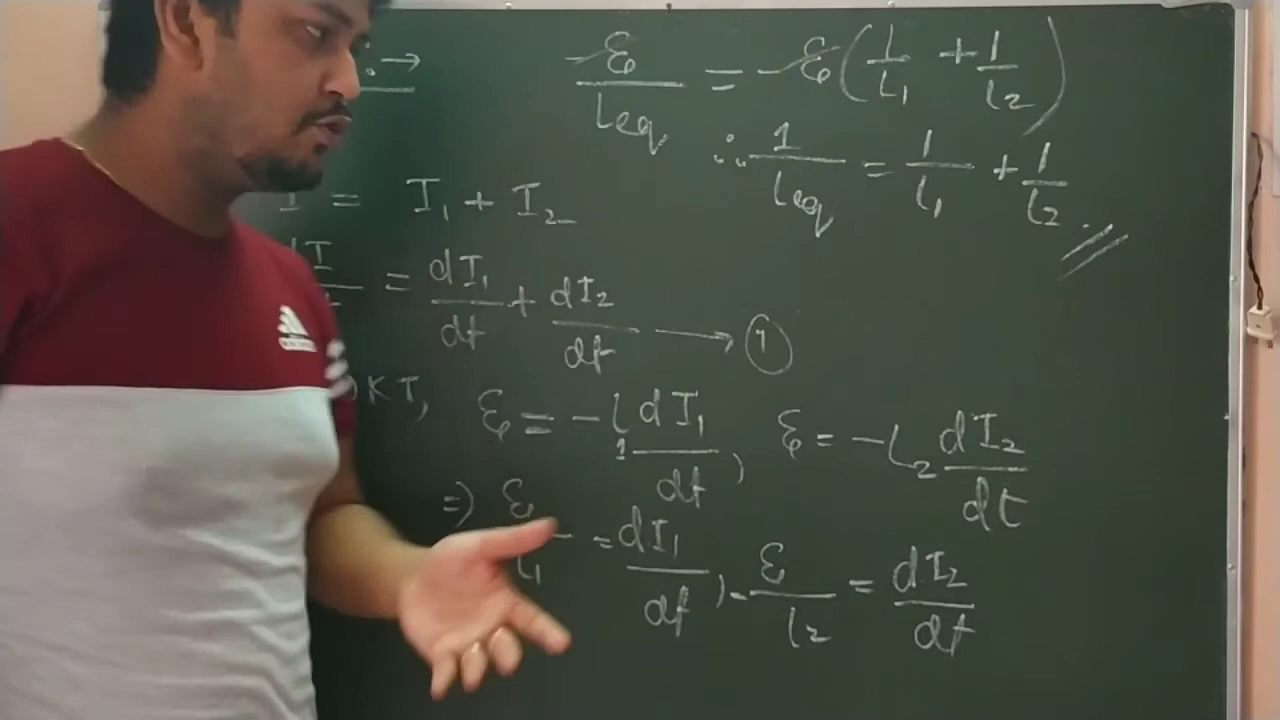 -ε/Leq = -ε(1/L₁ + 1/L₂)
∴ 1/Leq = 1/L₁ + 1/L₂.
I = I₁ + I₂
dI = dI₁/dt + dI₂/dt → ①
KT, ε = -L₁ dI₁/dt, ε = -L₂ dI₂/dt
=> ε/L₁ = dI₁/dt, -ε/L₂ = dI₂/dt